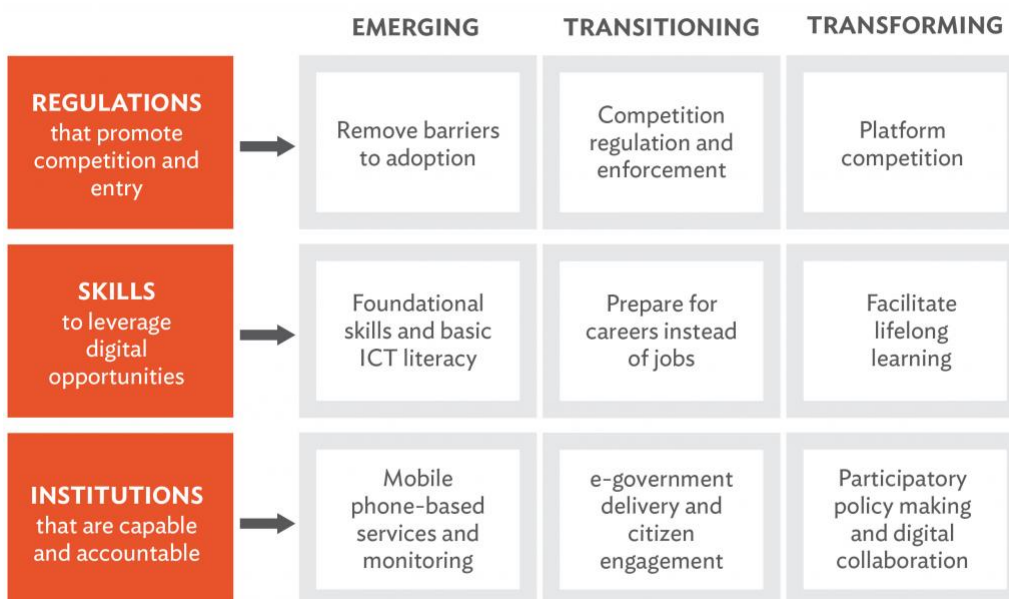 EMERGING
TRANSITIONING
TRANSFORMING
REGULATIONS
that promote
competition and
entry
Remove barriers
to adoption
Competition
regulation and
enforcement
Platform
competition
SKILLS
to leverage
digital
opportunities
Foundational
skills and basic
ICT literacy
Prepare for
careers instead
of jobs
Facilitate
lifelong
learning
INSTITUTIONS
that are capable
and accountable
Mobile
phone-based
services and
monitoring
e-government
delivery and
citizen
engagement
Participatory
policy making
and digital
collaboration